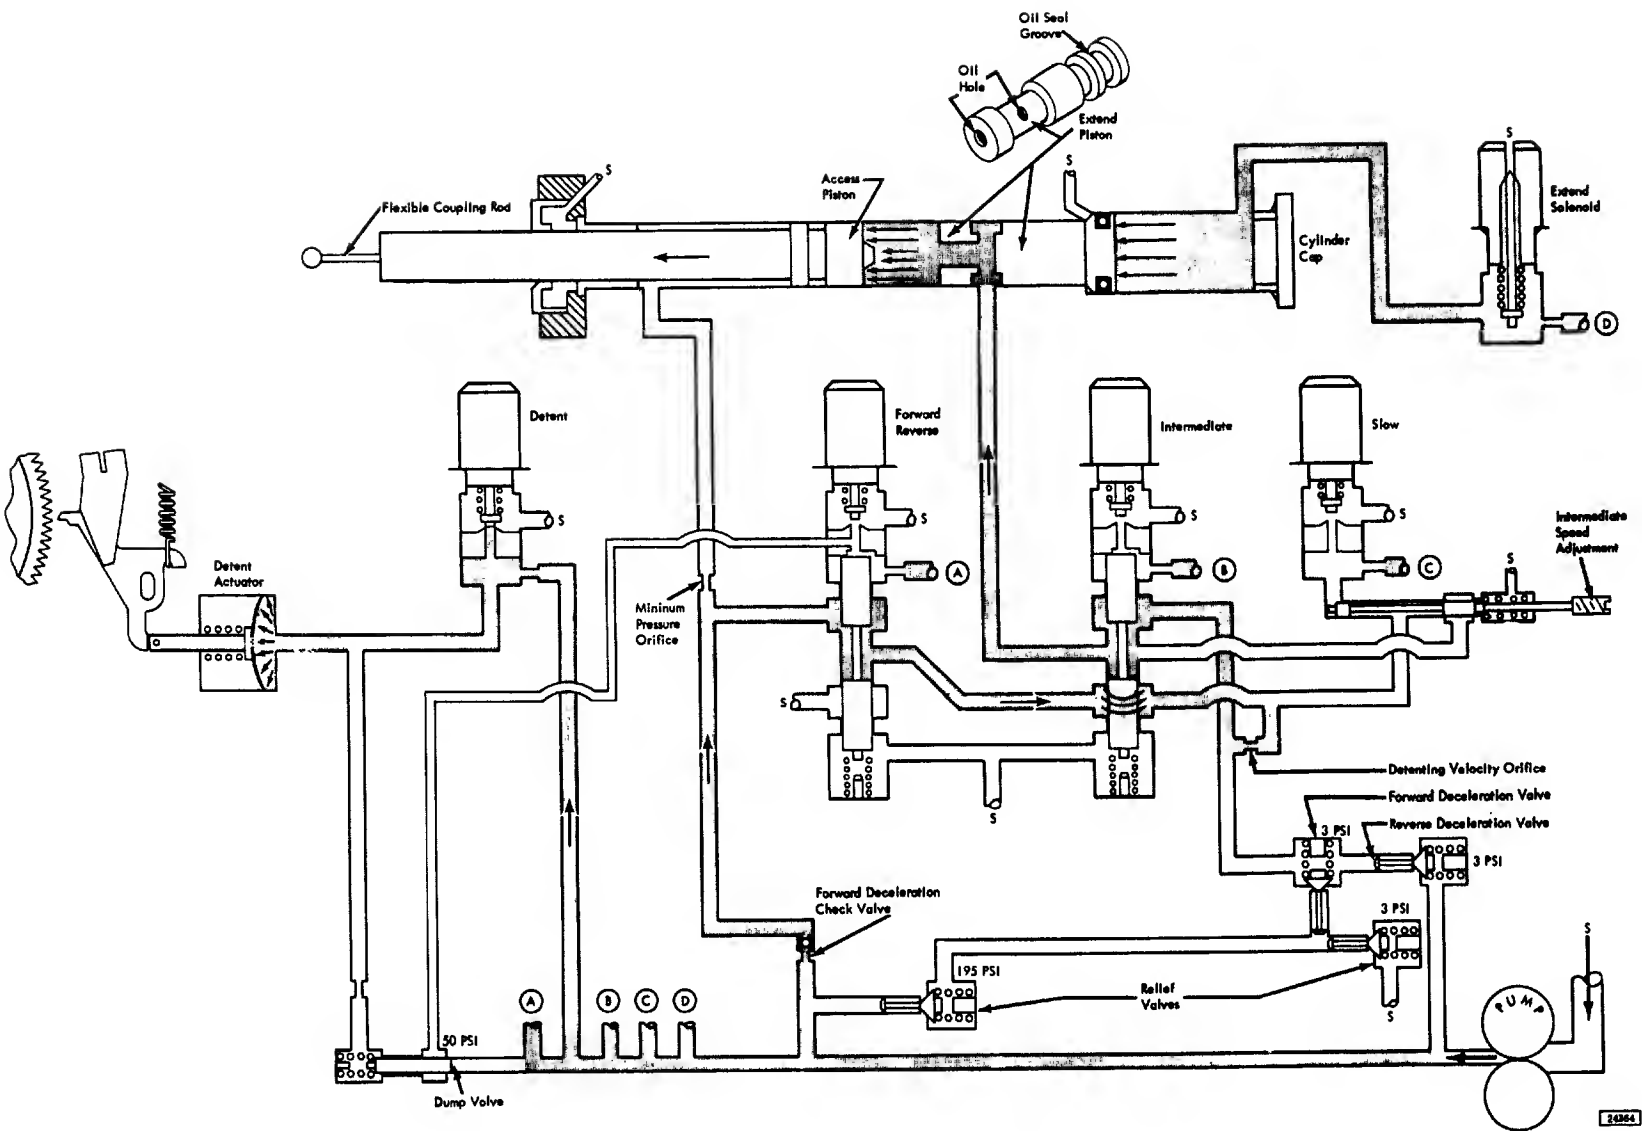 Oil Seal
Groove
Oil
Hole
Extend
Piston
S
S
S
Access
Piston
Flexible Coupling Rod
Extend
Solenoid
Cylinder
Cap
D
Detent
Forward
Reverse
Intermediate
Slow
S
S
S
S
Intermediate
Speed
Adjustment
S
Detent
Actuator
A
B
C
Mininum
Pressure
Orifice
S
Detenting Velocity Orifice
Forward Deceleration Valve
S
3 PSI
Reverse Deceleration Valve
3 PSI
Forward Deceleration
Check Valve
3 PSI
S
195 PSI
Relief
Valves
A
B
C
D
S
PUMP
50 PSI
Dump Valve
24364